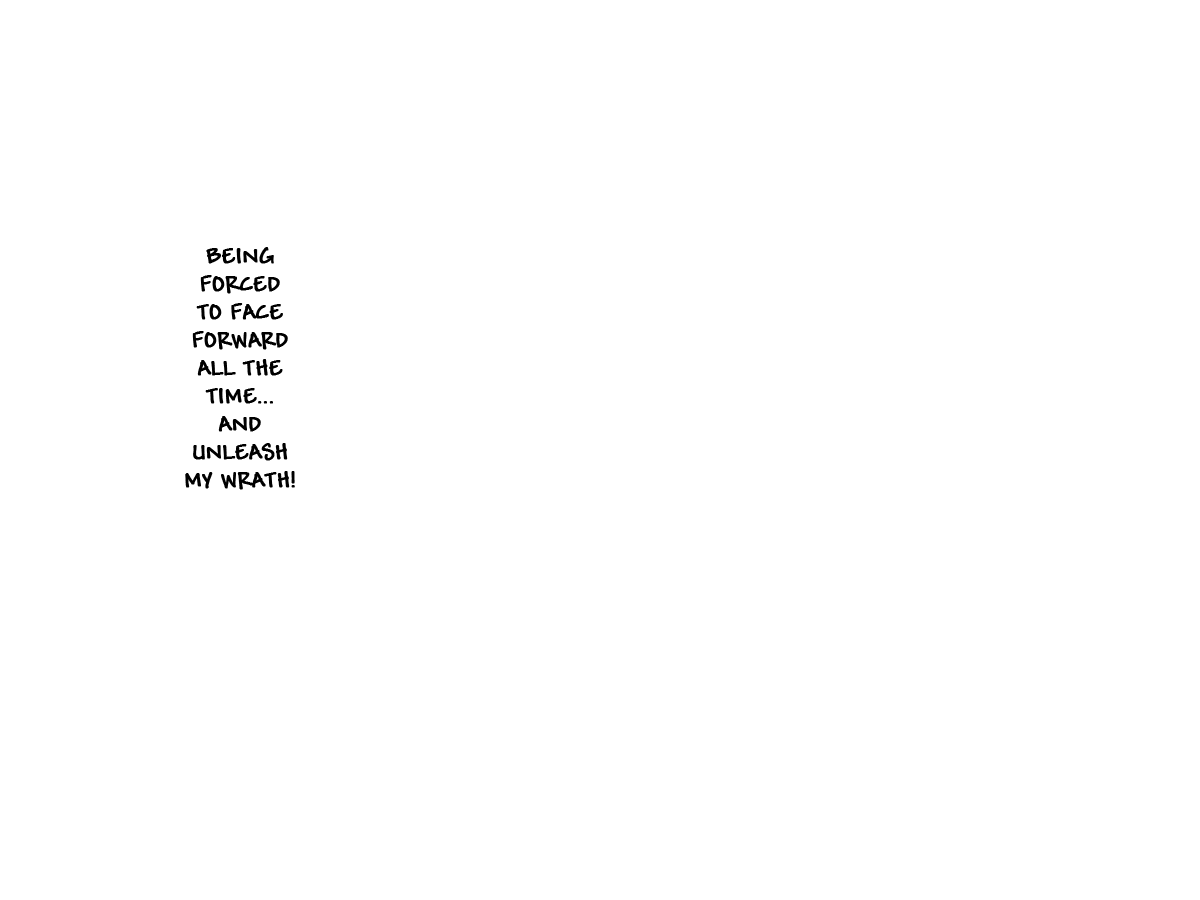 BEING
FORCED
TO FACE
FORWARD
ALL THE
TIME...
AND
UNLEASH
MY WRATH!